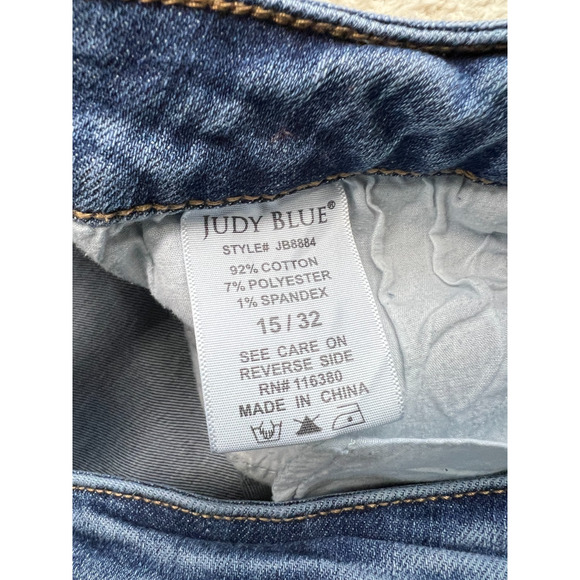 JUDY BLUE®
STYLE# JB8884
92% COTTON
7% POLYESTER
1% SPANDEX
15 / 32
SEE CARE ON
REVERSE SIDE
RN# 116380
MADE IN CHINA